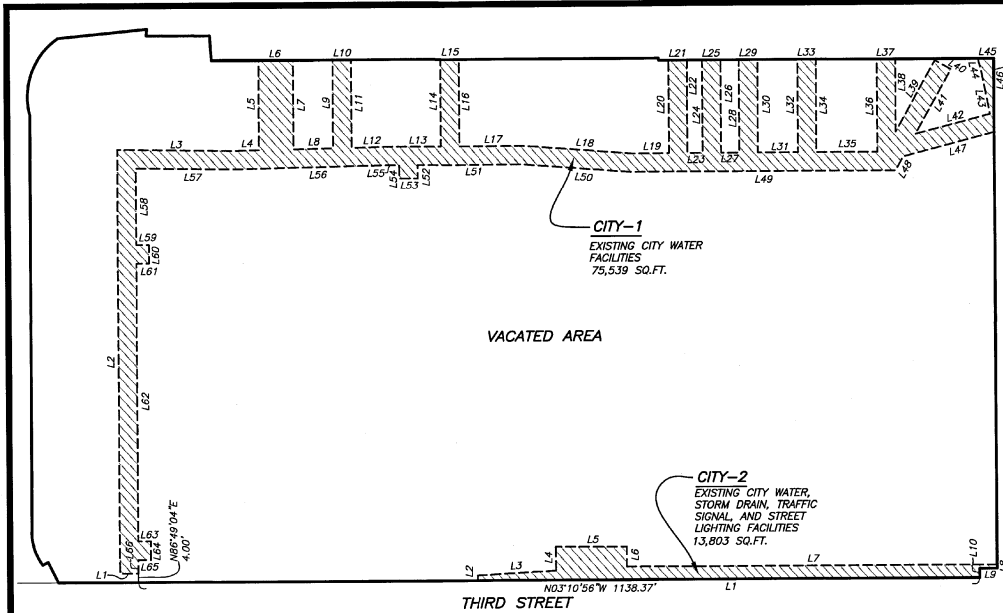 L6
L10
L15
L21
L25
L29
L33
L37
L45
L5
L7
L9
L11
L14
L16
L20
L22
L24
L26
L28
L30
L32
L34
L36
L38
L39
L40
L41
L44
L43
L46
L42
L47
L48
L3
L4
L8
L12
L13
L17
L18
L19
L23
L27
L31
L35
L57
L56
L55
L54
L53
L52
L51
L50
L49
L58
L59
L60
L61
CITY-1
EXISTING CITY WATER
FACILITIES
75,539 SQ.FT.
VACATED AREA
L2
L62
CITY-2
EXISTING CITY WATER,
STORM DRAIN, TRAFFIC
SIGNAL, AND STREET
LIGHTING FACILITIES
13,803 SQ.FT.
L63
L64
L65
L66
L1
N86°49'04"E
4.00'
L2
L3
L4
L5
L6
L7
L10
L9
L8
L1
N03°10'56"W 1138.37'
THIRD STREET